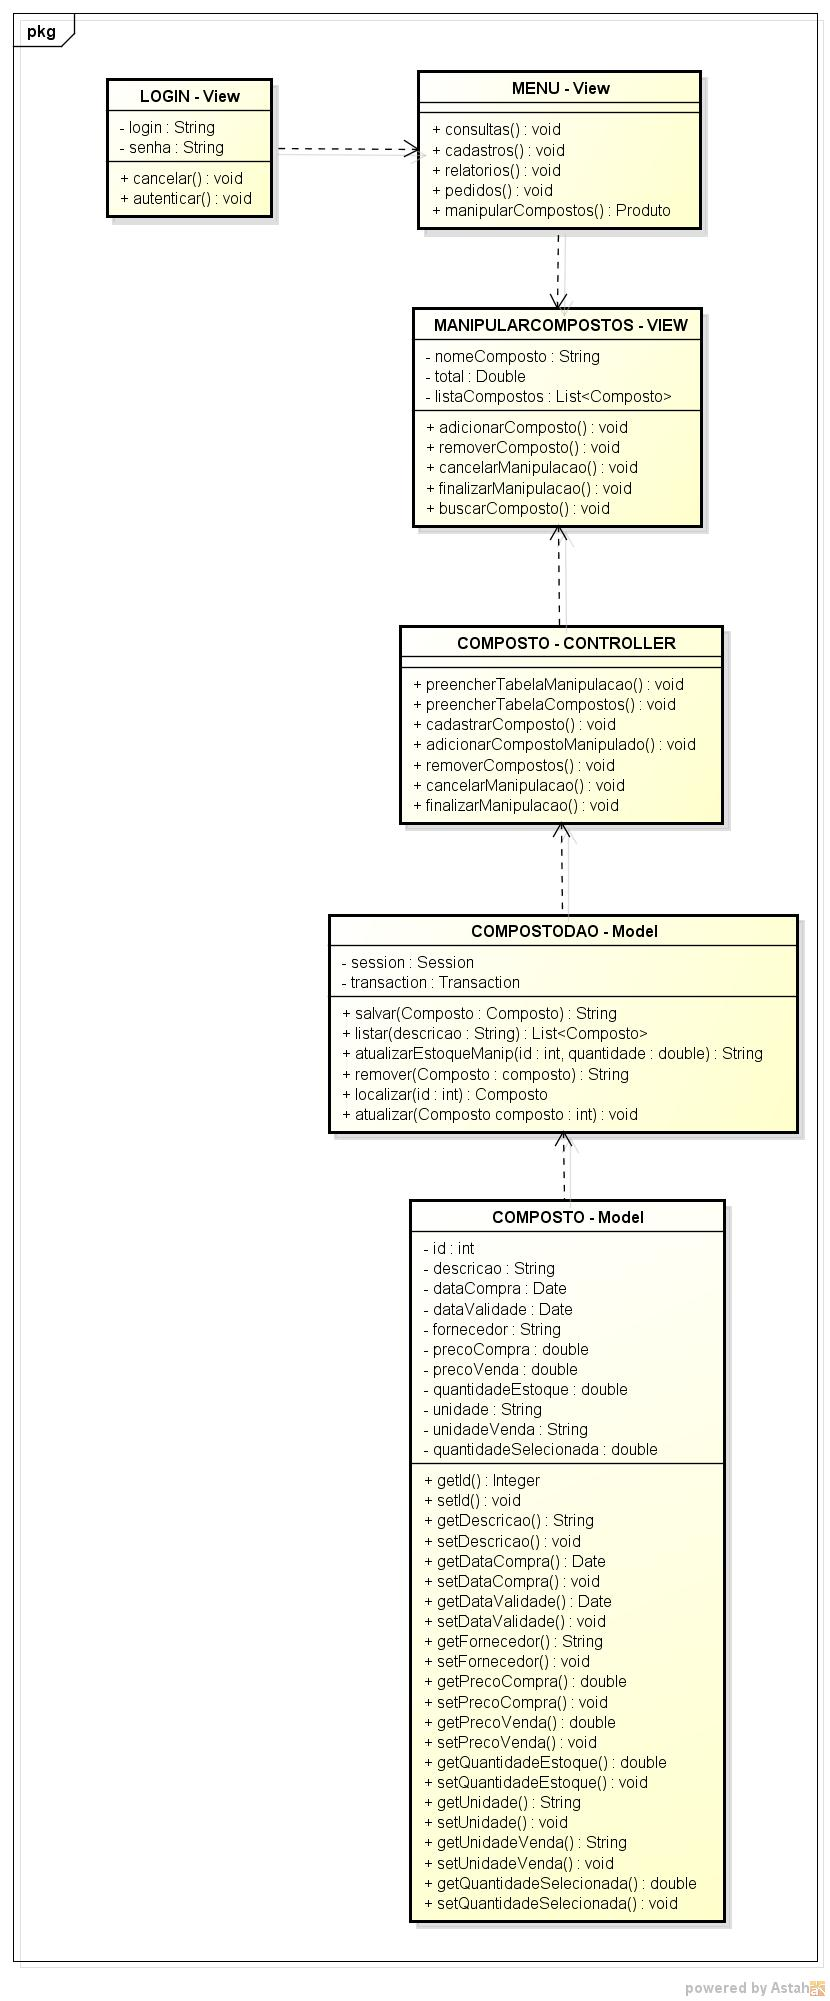 pkg
LOGIN - View
- login : String
- senha : String
+ cancelar() : void
+ autenticar() : void
MENU - View
+ consultas() : void
+ cadastros() : void
+ relatorios() : void
+ pedidos() : void
+ manipularCompostos() : Produto
MANIPULARCOMPOSTOS - VIEW
- nomeComposto : String
- total : Double
- listaCompostos : List<Composto>
+ adicionarComposto() : void
+ removerComposto() : void
+ cancelarManipulacao() : void
+ finalizarManipulacao() : void
+ buscarComposto() : void
COMPOSTO - CONTROLLER
+ preencherTabelaManipulacao() : void
+ preencherTabelaCompostos() : void
+ cadastrarComposto() : void
+ adicionarCompostoManipulado() : void
+ removerCompostos() : void
+ cancelarManipulacao() : void
+ finalizarManipulacao() : void
COMPOSTODAO - Model
- session : Session
- transaction : Transaction
+ salvar(Composto : Composto) : String
+ listar(descricao : String) : List<Composto>
+ atualizarEstoqueManip(id : int, quantidade : double) : String
+ remover(Composto : composto) : String
+ localizar(id : int) : Composto
+ atualizar(Composto composto : int) : void
COMPOSTO - Model
- id : int
- descricao : String
- dataCompra : Date
- dataValidade : Date
- fornecedor : String
- precoCompra : double
- precoVenda : double
- quantidadeEstoque : double
- unidade : String
- unidadeVenda : String
- quantidadeSelecionada : double
+ getId() : Integer
+ setId() : void
+ getDescricao() : String
+ setDescricao() : void
+ getDataCompra() : Date
+ setDataCompra() : void
+ getDataValidade() : Date
+ setDataValidade() : void
+ getFornecedor() : String
+ setFornecedor() : void
+ getPrecoCompra() : double
+ setPrecoCompra() : void
+ getPrecoVenda() : double
+ setPrecoVenda() : void
+ getQuantidadeEstoque() : double
+ setQuantidadeEstoque() : void
+ getUnidade() : String
+ setUnidade() : void
+ getUnidadeVenda() : String
+ setUnidadeVenda() : void
+ getQuantidadeSelecionada() : double
+ setQuantidadeSelecionada() : void
powered by Astah